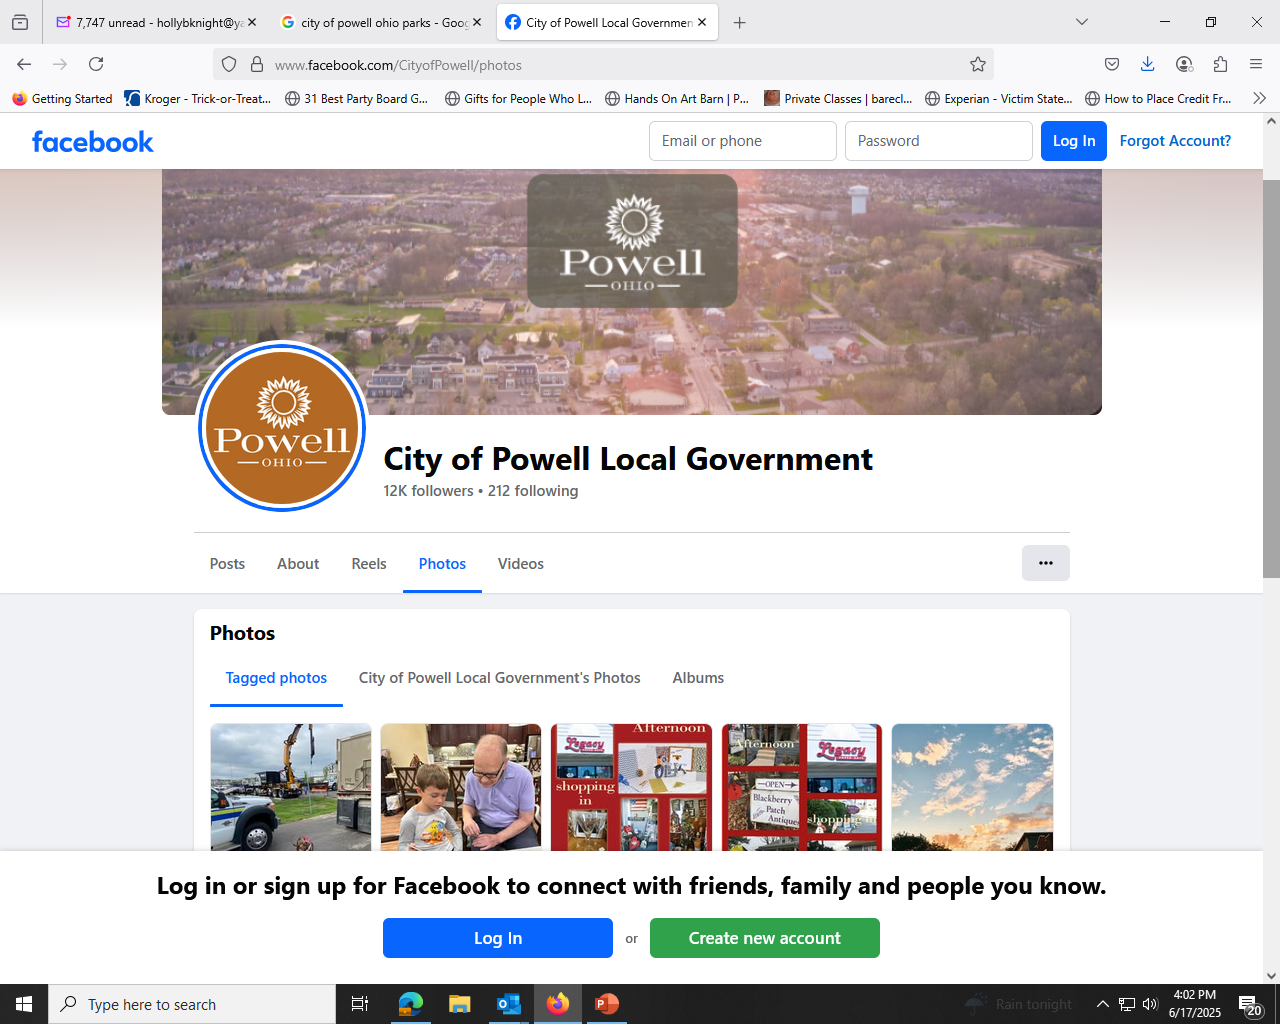 7,747 unread - hollybknight@ya
city of powell ohio parks - Goog
City of Powell Local Governmen
www.facebook.com/CityofPowell/photos
Getting Started
Kroger - Trick-or-Treat...
31 Best Party Board G...
Gifts for People Who L...
Hands On Art Barn | P...
Private Classes | barecl...
Experian - Victim State...
How to Place Credit Fr...
facebook
Email or phone
Password
Log In
Forgot Account?
Powell
OHIO
Powell
OHIO
City of Powell Local Government
12K followers • 212 following
Posts
About
Reels
Photos
Videos
Photos
Tagged photos
City of Powell Local Government's Photos
Albums
Afternoon
Legacy
shopping
in
Afternoon
Legacy
OPEN
Blackberry
Patch
Antiques
shopping in
Log in or sign up for Facebook to connect with friends, family and people you know.
Log In
or
Create new account
Type here to search
Rain tonight
4:02 PM
6/17/2025
20